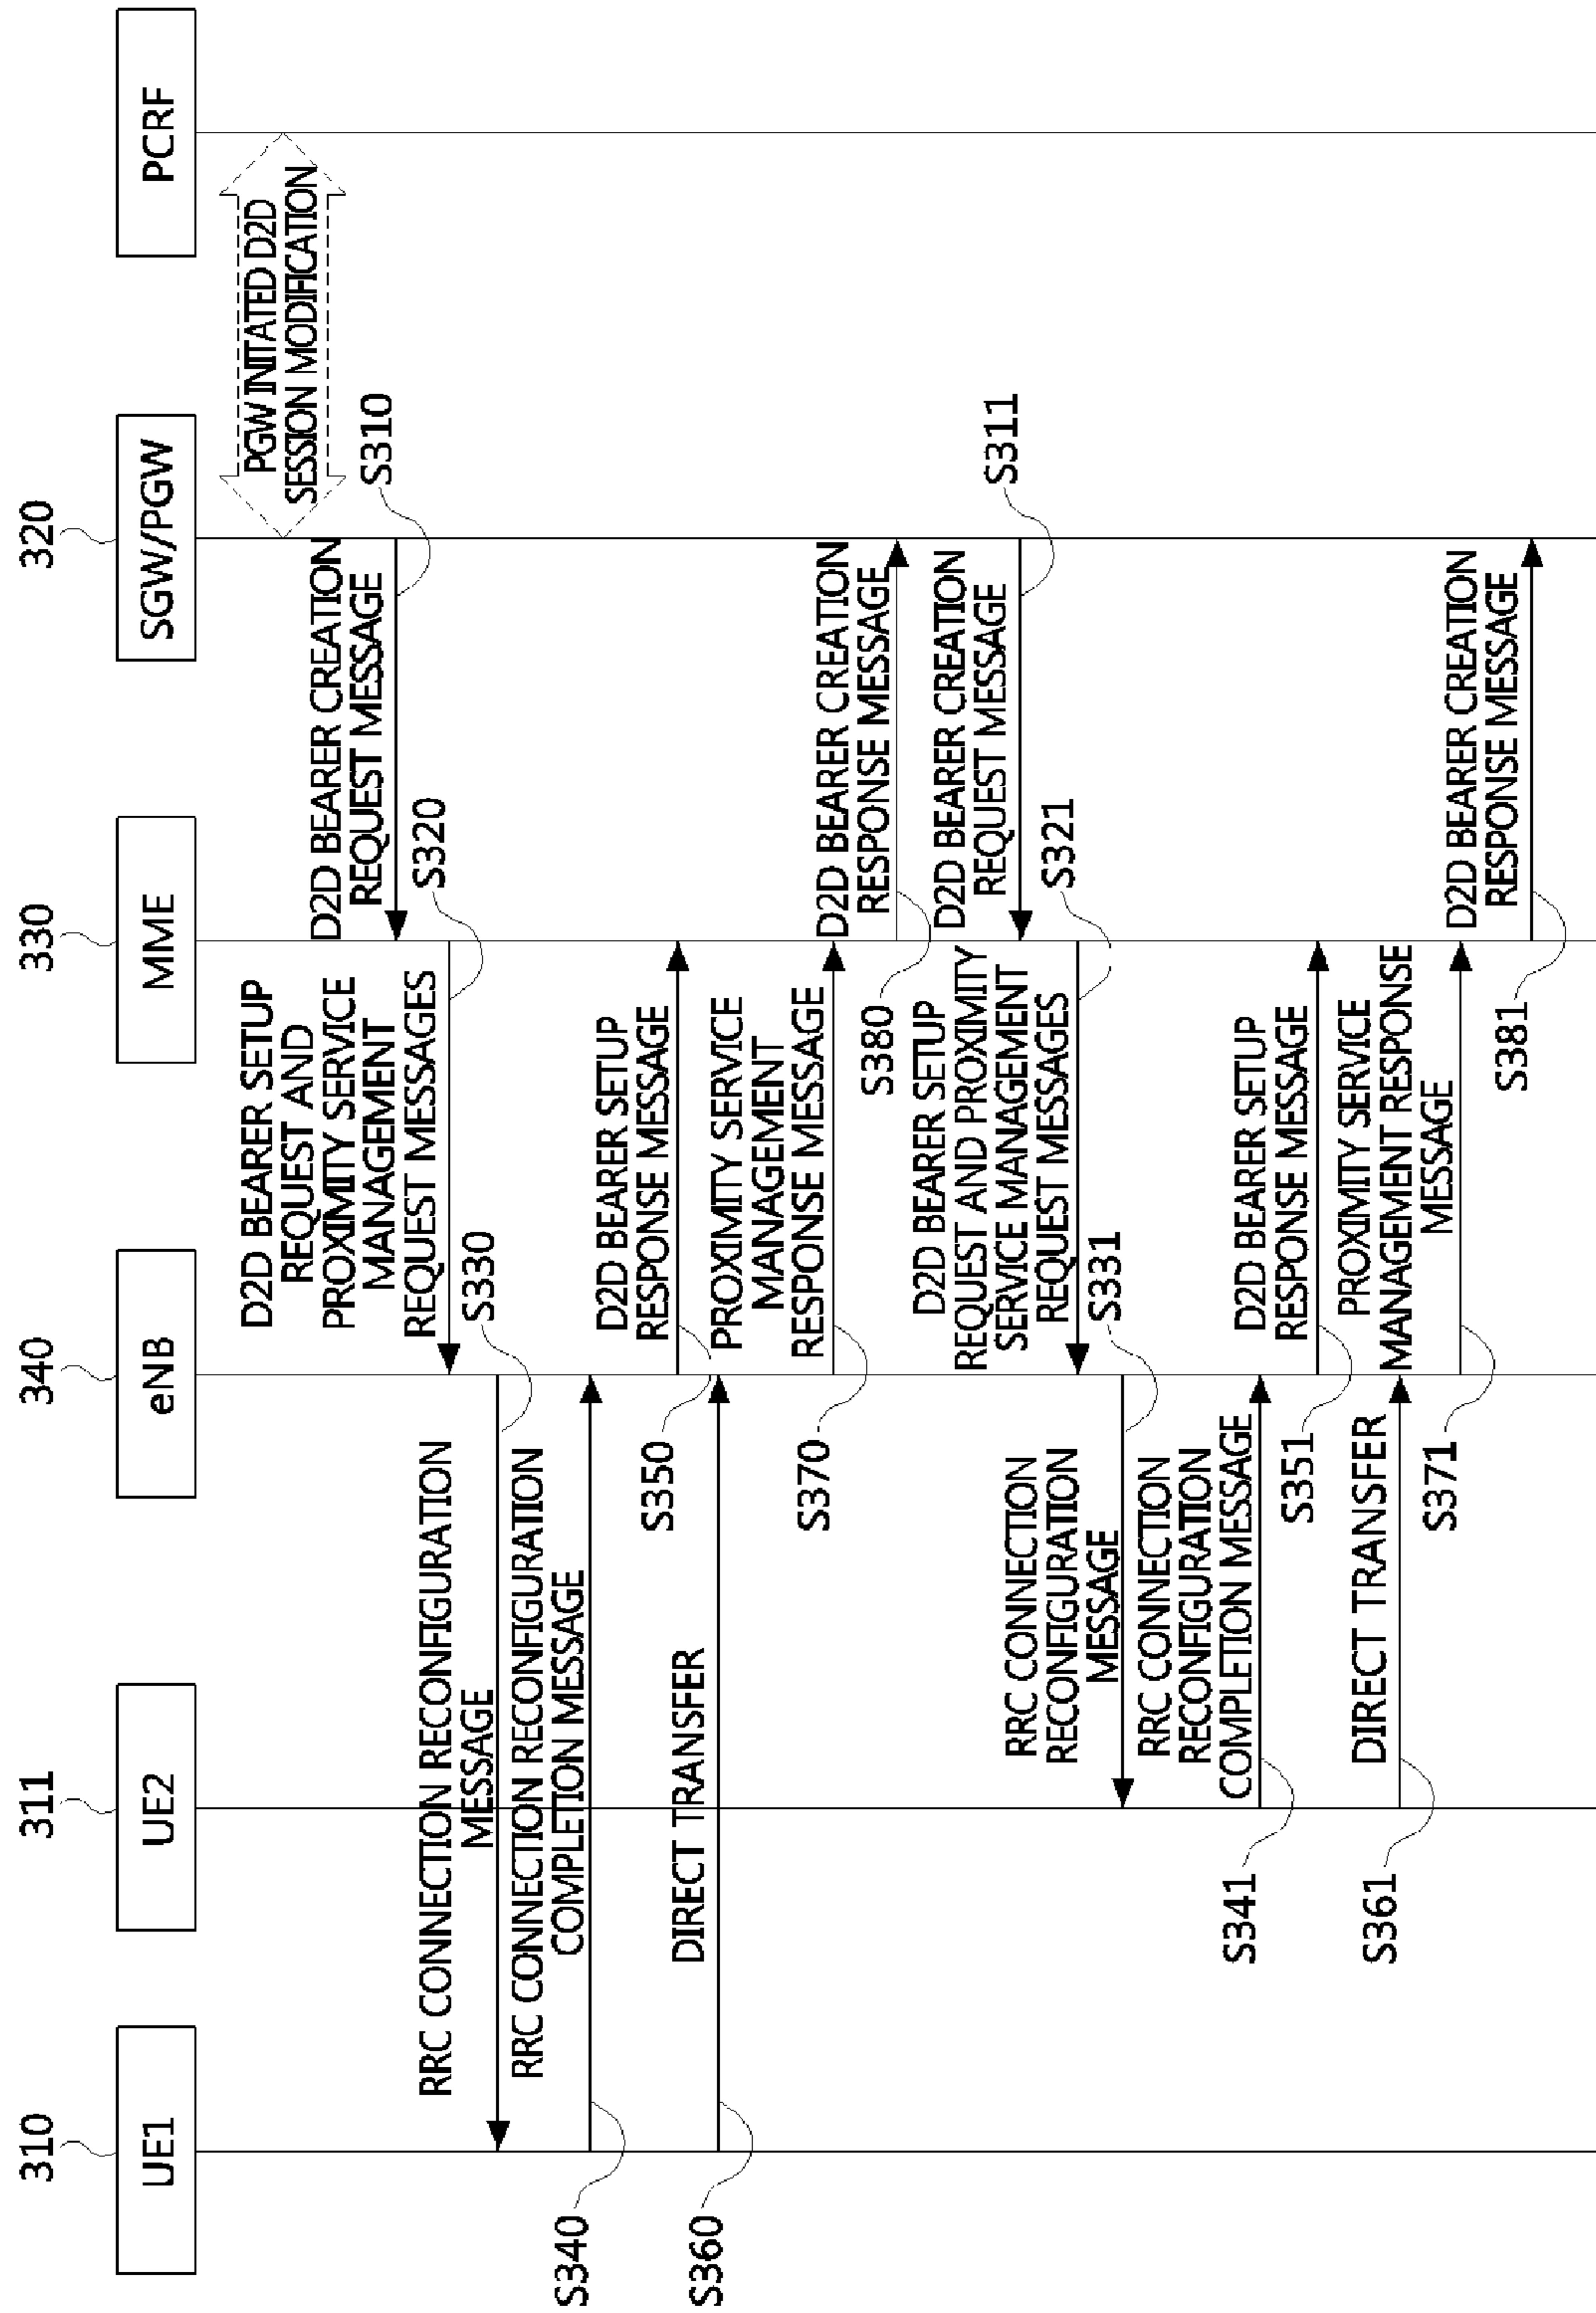 310
311
340
330
320
UE1
UE2
eNB
MME
SGW/PGW
PCRF
PGW INITATED D2D
SESSION MODIFICATION
D2D BEARER CREATION
REQUEST MESSAGE
S310
D2D BEARER SETUP
REQUEST AND
PROXIMITY SERVICE
MANAGEMENT
REQUEST MESSAGES
S320
RRC CONNECTION RECONFIGURATION
MESSAGE
S330
RRC CONNECTION RECONFIGURATION
COMPLETION MESSAGE
S340
D2D BEARER SETUP
RESPONSE MESSAGE
S350
DIRECT TRANSFER
S360
PROXIMITY SERVICE
MANAGEMENT
RESPONSE MESSAGE
S370
D2D BEARER CREATION
RESPONSE MESSAGE
S380
D2D BEARER CREATION
REQUEST MESSAGE
S311
D2D BEARER SETUP
REQUEST AND PROXIMITY
SERVICE MANAGEMENT
REQUEST MESSAGES
S321
RRC CONNECTION
RECONFIGURATION
MESSAGE
S331
RRC CONNECTION
RECONFIGURATION
COMPLETION MESSAGE
S341
D2D BEARER SETUP
RESPONSE MESSAGE
S351
DIRECT TRANSFER
S361
PROXIMITY SERVICE
MANAGEMENT RESPONSE
MESSAGE
S371
D2D BEARER CREATION
RESPONSE MESSAGE
S381